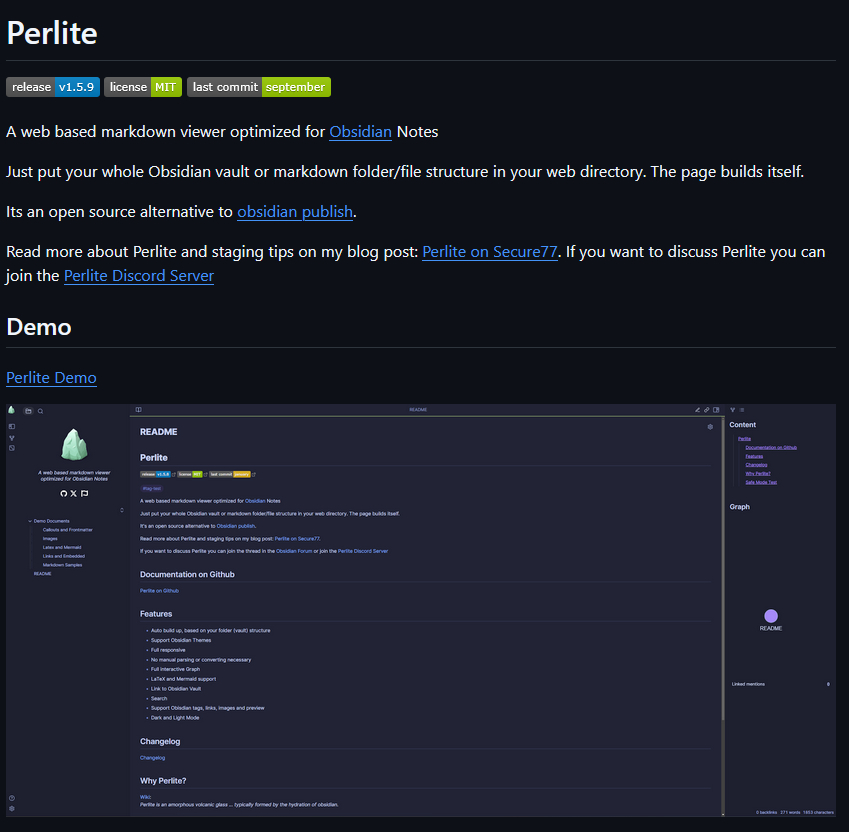 Perlite
release v1.5.9 license MIT last commit september
A web based markdown viewer optimized for Obsidian Notes
Just put your whole Obsidian vault or markdown folder/file structure in your web directory. The page builds itself.
Its an open source alternative to obsidian publish.
Read more about Perlite and staging tips on my blog post: Perlite on Secure77. If you want to discuss Perlite you can
join the Perlite Discord Server
Demo
Perlite Demo
A web based markdown viewer
optimized for Obsidian Notes
Demo Documents
Callouts and Frontmatter
Images
Latex and Mermaid
Links and Embedded
Markdown Samples
README
README
README
Perlite
release v1.5.8 license MIT last commit january
#tag-test
A web based markdown viewer optimized for Obsidian Notes
Just put your whole Obsidian vault or markdown folder/file structure in your web directory. The page builds itself.
It's an open source alternative to Obsidian publish.
Read more about Perlite and staging tips on my blog post: Perlite on Secure77.
If you want to discuss Perlite you can join the thread in the Obsidian Forum or join the Perlite Discord Server
Documentation on Github
Perlite on Github
Features
Auto build up, based on your folder (vault) structure
Support Obsidian Themes
Full responsive
No manual parsing or converting necessary
Full interactive Graph
LaTeX and Mermaid support
Link to Obsidian Vault
Search
Support Obsidian tags, links, images and preview
Dark and Light Mode
Changelog
Changelog
Why Perlite?
Wiki:
Perlite is an amorphous volcanic glass ... typically formed by the hydration of obsidian.
Content
Perlite
Documentation on Github
Features
Changelog
Why Perlite?
Safe Mode Test
Graph
README
Linked mentions 0
0 backlinks 271 words 1853 characters